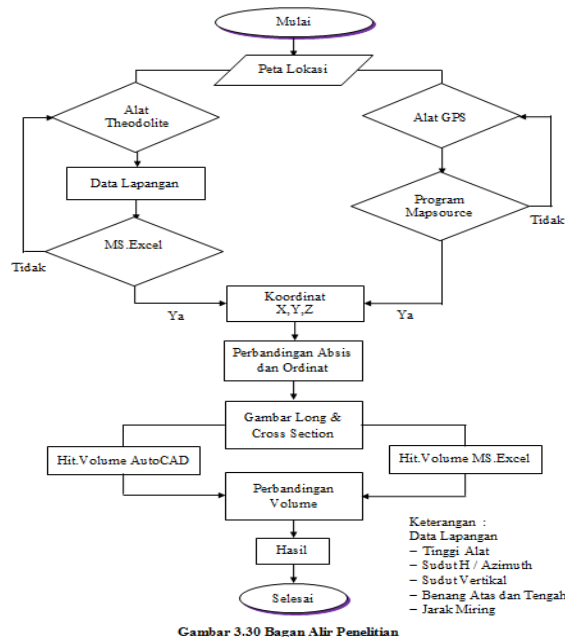 Mulai
Peta Lokasi
Alat
Theodolite
Alat GPS
Data Lapangan
Program
Mapsource
Tidak
MS.Excel
Tidak
Ya
Koordinat
X,Y,Z
Ya
Perbandingan Absis
dan Ordinat
Gambar Long &
Cross Section
Hit.Volume AutoCAD
Hit.Volume MS.Excel
Perbandingan
Volume
Hasil
Selesai
Keterangan :
Data Lapangan
– Tinggi Alat
– Sudut H / Azimuth
– Sudut Vertikal
– Benang Atas dan Tengah
– Jarak Miring
Gambar 3.30 Bagan Alir Penelitian